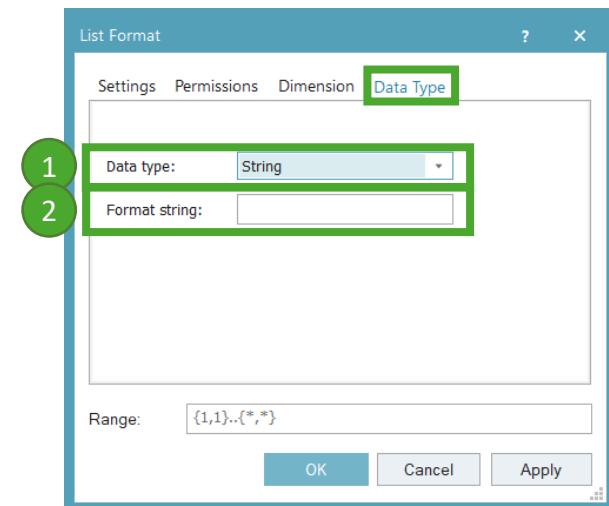 List Format ? ×
Settings Permissions Dimension Data Type
1 Data type: String
2 Format string:
Range: {1,1}..{*,*}
OK Cancel Apply